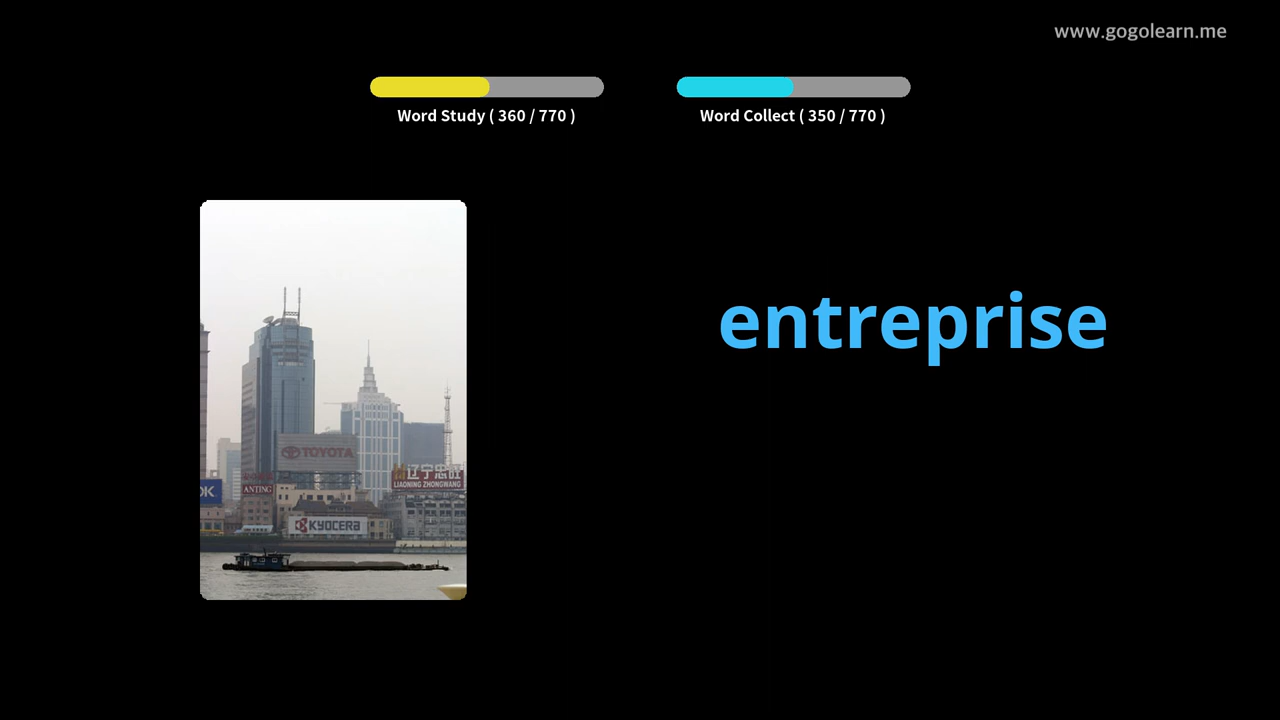 www.gogolearn.me
Word Study ( 360 / 770 )
Word Collect ( 350 / 770 )
entreprise
TOYOTA
辽宁忠旺
LIAONING ZHONGWANG
OK
ANTING
KYOCERA